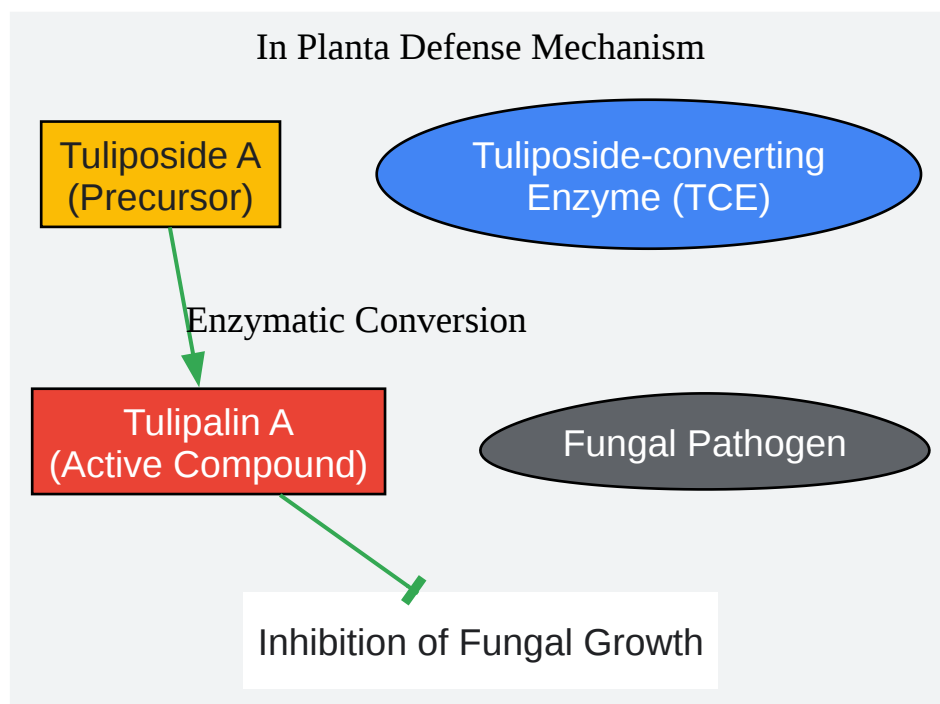 In Planta Defense Mechanism
Tuliposide A
(Precursor)
Tuliposide-converting
Enzyme (TCE)
Enzymatic Conversion
Tulipalin A
(Active Compound)
Fungal Pathogen
Inhibition of Fungal Growth